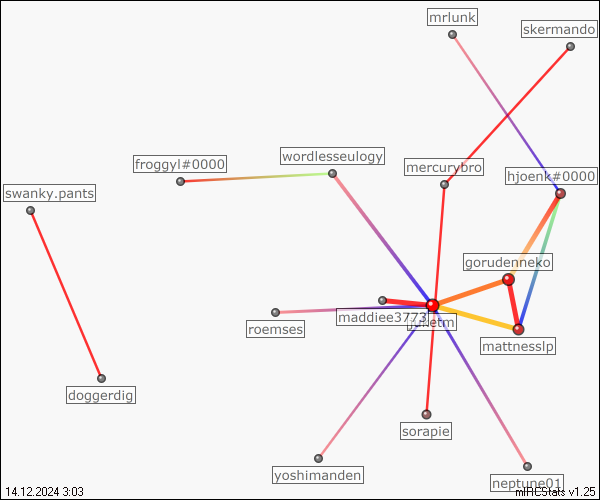 mrlunk
skermando
wordlesseulogy
froggyl#0000
mercurybro
hjoenk#0000
swanky.pants
gorudenneko
maddiee3773
roemses
mattnesslp
doggerdig
sorapie
yoshimanden
neptune01
14.12.2024 3:03
mIRCStats v1.25